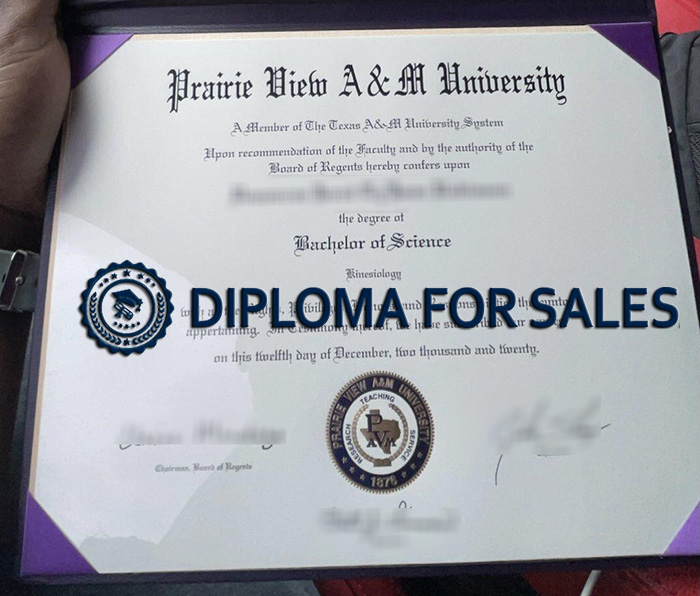 Prairie View A&M University
A Member of The Texas A&M University System
Upon recommendation of the Faculty and by the authority of the
Board of Regents hereby confers upon
the degree of
Bachelor of Science
Kinesiology
DIPLOMA FOR SALES
appertaining. In
on this twelfth day of December, two thousand and twenty.
PRAIRIE VIEW A&M UNIVERSITY
TEACHING
RESEARCH
SERVICE
PVAM
1876
Chairman, Board of Regents